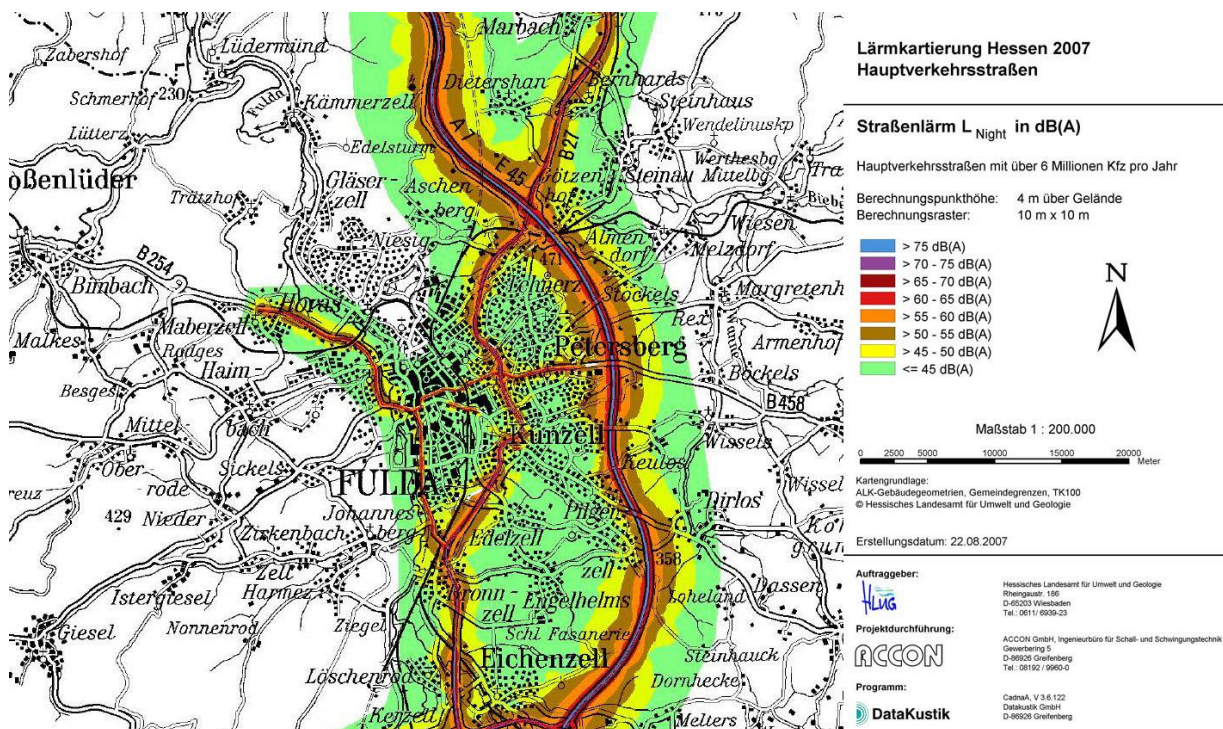 Marbach
Zabershof
Lüdermünd
Dietershan
Bernhards
Schmerhof
230
Fulda
Kämmerzell
Steinhaus
Wendelinuskp
Lütterz
A7
E 45
B27
Edelsturm
Werthesbg
oßenlüder
Gläser-
zell
Aschen
berg
Götzen
hof
Steinau
Mittelbg
Trätzhof
Niesig
Wiesen
B 254
Almen
dorf
Melzdorf
Bimbach
471
Horas
Stöckels
Margretenh
Maberzell
Rex
Malkes
Rodges
Petersberg
Armenhof
Haim-
bach
Besges
Böckels
B 458
Mittel-
Ober-
rode
Künzell
Wissels
Sickels
Keulos
FULDA
Dirlos
429
Nieder
Johannes
berg
Pilger
zell
Zirkenbach
Edelzell
358
Zell
Harmerz
Dassen
Istergiesel
Bronn-
zell
Engelhelms
Loheland
Giesel
Nonnenrod
Ziegel
Schl Fasanerie
Steinhauck
Eichenzell
Löschenrod
Dornhecke
Kerzell
Melters
Lärmkartierung Hessen 2007
Hauptverkehrsstraßen
Straßenlärm L Night in dB(A)
Hauptverkehrsstraßen mit über 6 Millionen Kfz pro Jahr
Berechnungspunkthöhe: 4 m über Gelände
Berechnungsraster: 10 m x 10 m
> 75 dB(A)
> 70 - 75 dB(A)
> 65 - 70 dB(A)
> 60 - 65 dB(A)
> 55 - 60 dB(A)
> 50 - 55 dB(A)
> 45 - 50 dB(A)
<= 45 dB(A)
N
Maßstab 1 : 200.000
0 5000 10000 15000 20000
Meter
Kartengrundlage:
ALK-Gebäudegeometrien, Gemeindegrenzen, TK100
© Hessisches Landesamt für Umwelt und Geologie
Erstellungsdatum: 22.08.2007
Auftraggeber:
HLUG
Hessisches Landesamt für Umwelt und Geologie
Rheingaustr. 186
D-65203 Wiesbaden
Tel.: 0611/ 6939-23
Projektdurchführung:
ACCON
ACCON GmbH, Ingenieurbüro für Schall- und Schwingungstechnik
Gewerbering 5
D-86926 Greifenberg
Tel.: 08192 / 9960-0
Programm:
DataKustik
CadnaA, V 3.6.122
Datakustik GmbH
D-86926 Greifenberg